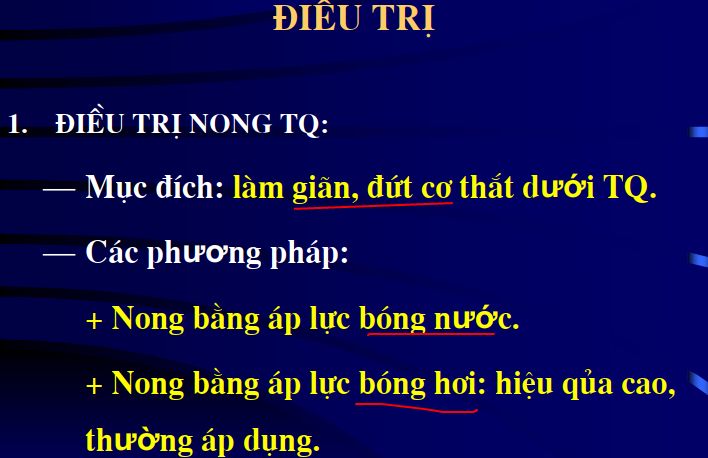 ĐIỀU TRỊ
1. ĐIỀU TRỊ NONG TQ:
— Mục đích: làm giãn, đứt cơ thắt dưới TQ.
— Các phương pháp:
+ Nong bằng áp lực bóng nước.
+ Nong bằng áp lực bóng hơi: hiệu qủa cao,
thường áp dụng.